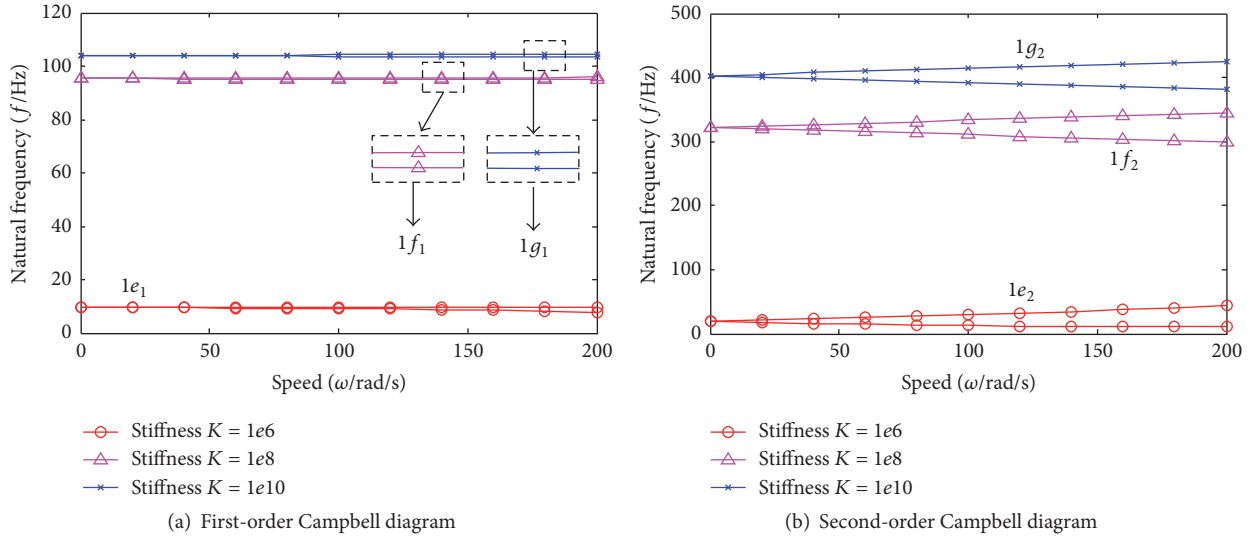 Natural frequency (f/Hz)
120
100
80
60
40
20
0
1e1
1f1
1g1
0
50
100
150
200
Speed (ω/rad/s)
Stiffness K = 1e6
Stiffness K = 1e8
Stiffness K = 1e10
(a) First-order Campbell diagram
Natural frequency (f/Hz)
500
400
300
200
100
0
1g2
1f2
1e2
0
50
100
150
200
Speed (ω/rad/s)
Stiffness K = 1e6
Stiffness K = 1e8
Stiffness K = 1e10
(b) Second-order Campbell diagram